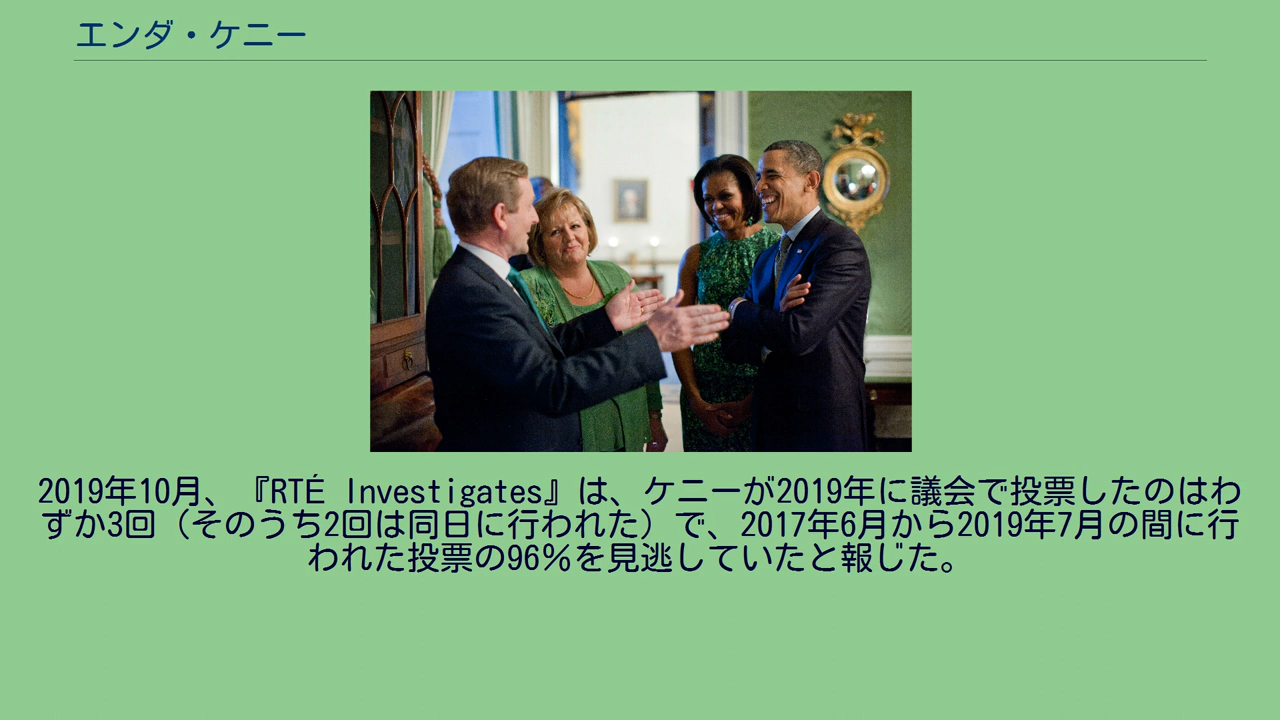 エンダ・ケニー
2019年10月、『RTÉ Investigates』は、ケニーが2019年に議会で投票したのはわ
ずか3回（そのうち2回は同日に行われた）で、2017年6月から2019年7月の間に行
われた投票の96%を見逃していたと報じた。